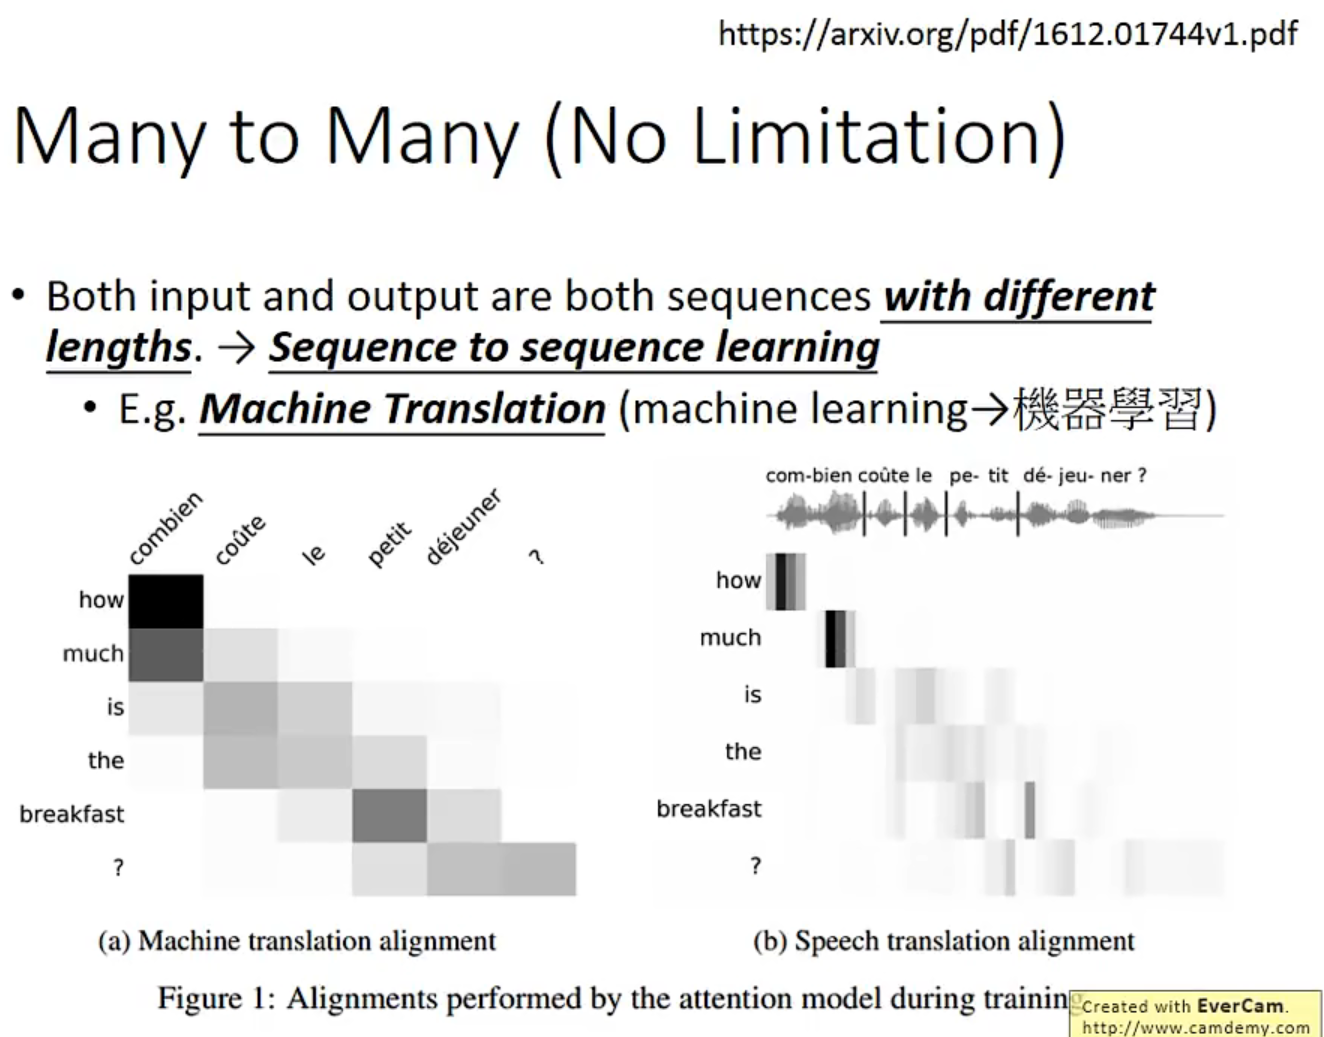 https://arxiv.org/pdf/1612.01744v1.pdf
Many to Many (No Limitation)
• Both input and output are both sequences with different
lengths. → Sequence to sequence learning
• E.g. Machine Translation (machine learning→機器學習)
combien coûte le petit déjeuner ?
how
much
is
the
breakfast
?
(a) Machine translation alignment
com-bien coûte le pe- tit dé- jeu- ner ?
how
much
is
the
breakfast
?
(b) Speech translation alignment
Figure 1: Alignments performed by the attention model during training
Created with EverCam.
http://www.camdemy.com